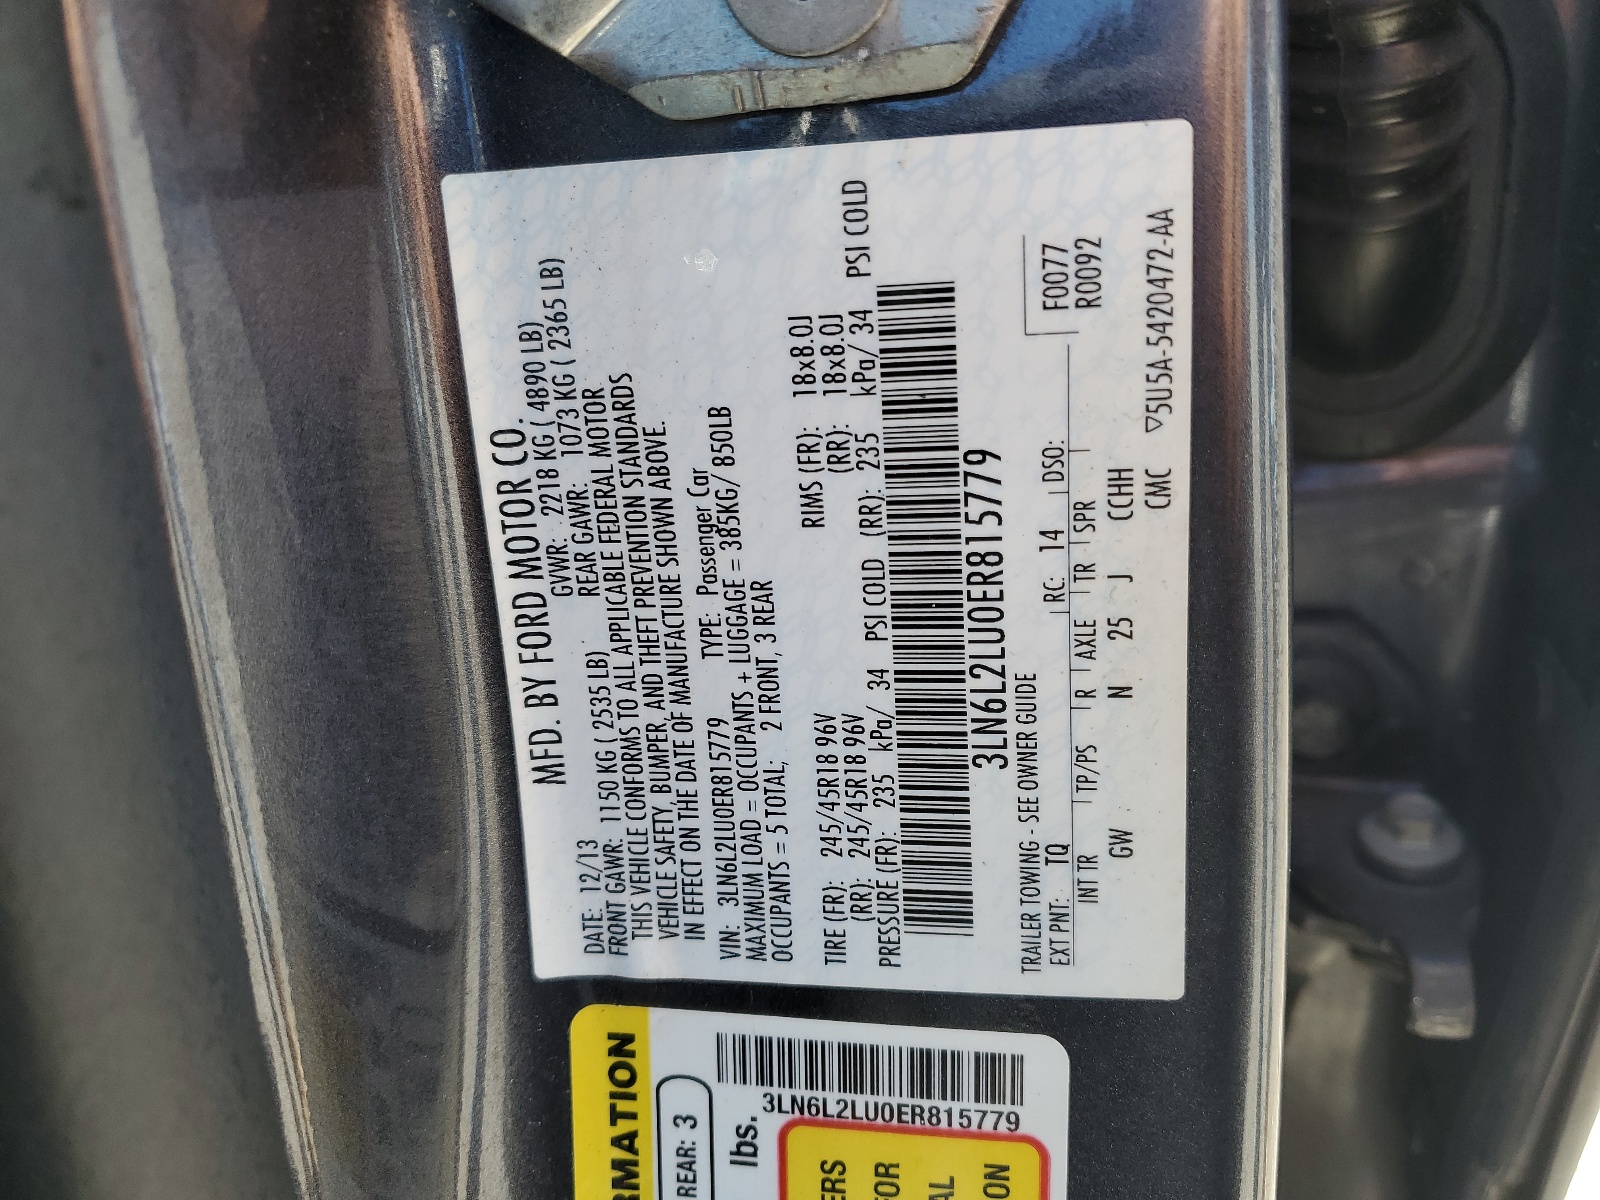 MFD. BY FORD MOTOR CO.
DATE: 12/13 GVWR: 2218 KG ( 4890 LB)
FRONT GAWR: 1150 KG ( 2535 LB) REAR GAWR: 1073 KG ( 2365 LB)
THIS VEHICLE CONFORMS TO ALL APPLICABLE FEDERAL MOTOR
VEHICLE SAFETY, BUMPER, AND THEFT PREVENTION STANDARDS
IN EFFECT ON THE DATE OF MANUFACTURE SHOWN ABOVE.
VIN: 3LN6L2LU0ER815779 TYPE: Passenger Car
MAXIMUM LOAD = OCCUPANTS + LUGGAGE = 385KG/ 850LB
OCCUPANTS = 5 TOTAL; 2 FRONT, 3 REAR
TIRE (FR): 245/45R18 96V RIMS (FR): 18x8.0J
(RR): 245/45R18 96V (RR): 18x8.0J
PRESSURE (FR): 235 kPa/ 34 PSI COLD (RR): 235 kPa/ 34 PSI COLD
3LN6L2LU0ER815779
TRAILER TOWING - SEE OWNER GUIDE
F0077
R0092
EXT PNT: TQ RC: 14 DSO:
INT TR TP/PS R AXLE TR SPR
GW N 25 J CCHH
CMC ▽5U5A-5420472-AA
RMATION
REAR: 3
lbs.
3LN6L2LU0ER815779
ERS
FOR
AL
ON